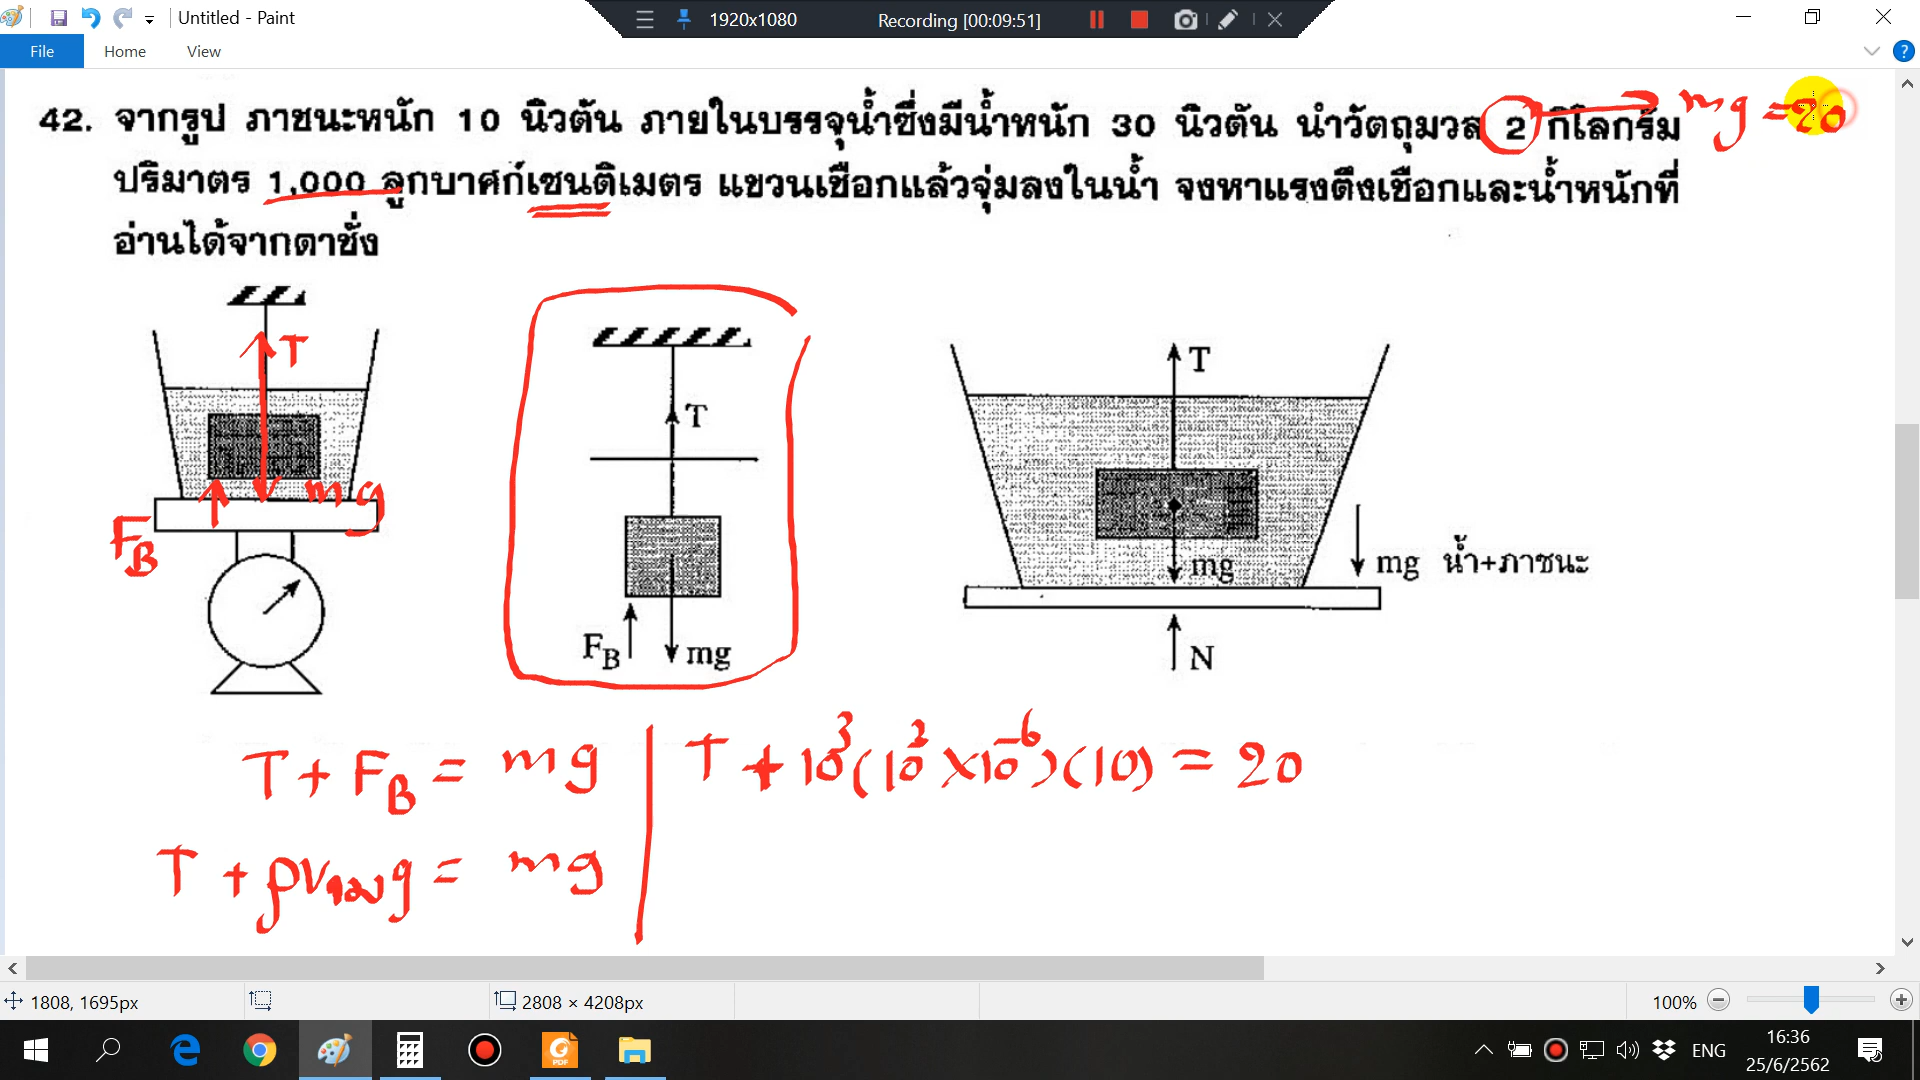 Untitled - Paint
1920x1080
Recording [00:09:51]
File
Home
View
42. จากรูป ภาชนะหนัก 10 นิวตัน ภายในบรรจุน้ำซึ่งมีน้ำหนัก 30 นิวตัน นำวัตถุมวล 2 กิโลกรัม
mg = 20
ปริมาตร 1,000 ลูกบาศก์เซนติเมตร แขวนเชือกแล้วจุ่มลงในน้ำ จงหาแรงตึงเชือกและน้ำหนักที่
อ่านได้จากตาชั่ง
T
mg
F_B
T
F_B
mg
T
mg
mg น้ำ+ภาชนะ
N
T + F_B = mg
T + ρVจมg = mg
T + 10³(10³ × 10⁻⁶)(10) = 20
1808, 1695px
2808 × 4208px
100%
PDF
ENG
16:36
25/6/2562